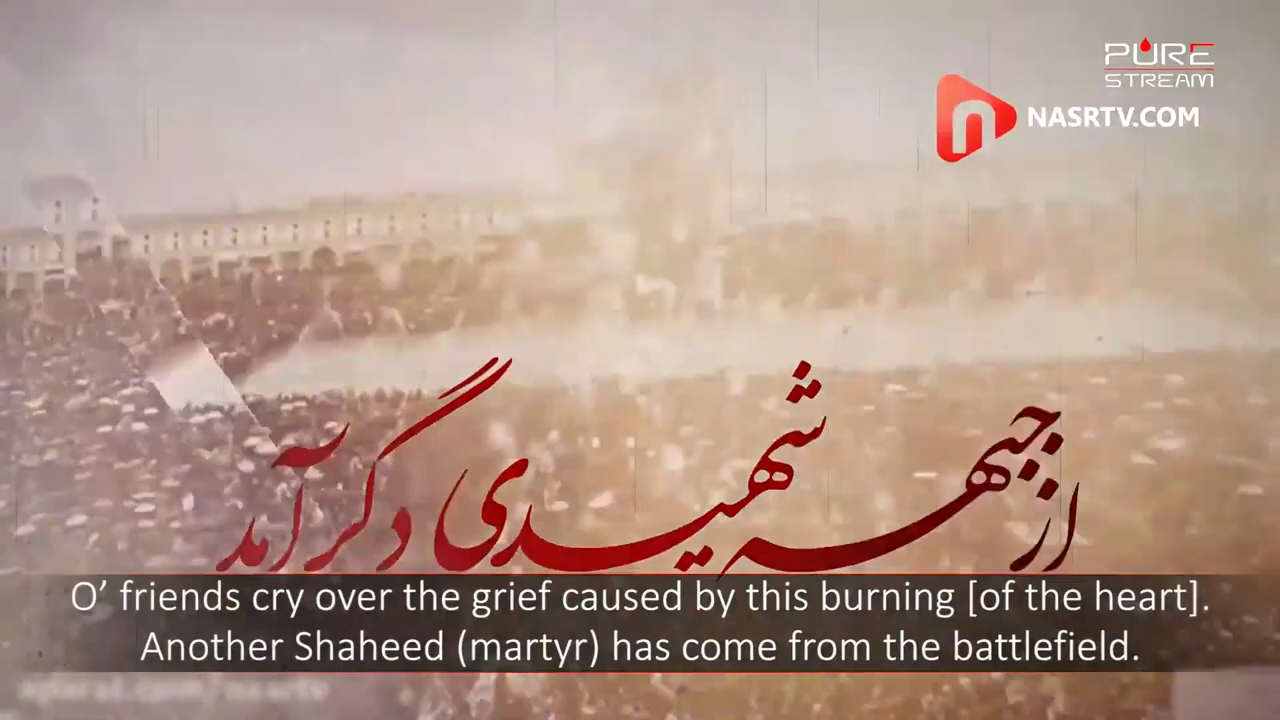 PURE
STREAM
NASRTV.COM
از جبهه شهیدی دگر آمد
O’ friends cry over the grief caused by this burning [of the heart].
Another Shaheed (martyr) has come from the battlefield.